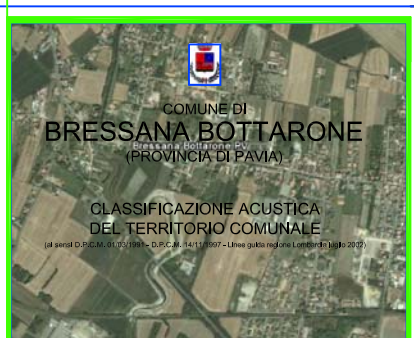 COMUNE DI
BRESSANA BOTTARONE
Bressana Bottarone PV
(PROVINCIA DI PAVIA)
CLASSIFICAZIONE ACUSTICA
DEL TERRITORIO COMUNALE
(ai sensi D.P.C.M. 01/03/1991 - D.P.C.M. 14/11/1997 - Linee guida regione Lombardia luglio 2002)